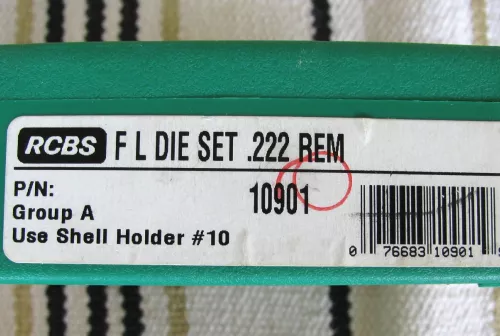 RCBS F L DIE SET .222 REM
P/N: 10901
Group A
Use Shell Holder #10
0 76683 10901